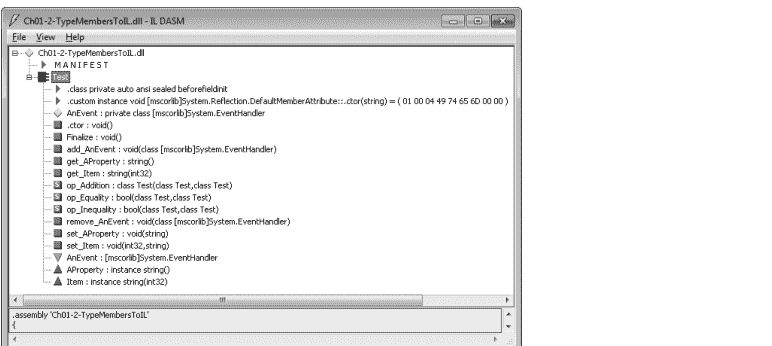 Ch01-2-TypeMembersToIL.dll - IL DASM
File View Help
Ch01-2-TypeMembersToIL.dll
MANIFEST
Test
.class private auto ansi sealed beforefieldinit
.custom instance void [mscorlib]System.Reflection.DefaultMemberAttribute::.ctor(string) = ( 01 00 04 49 74 65 6D 00 00 )
AnEvent : private class [mscorlib]System.EventHandler
.ctor : void()
Finalize : void()
add_AnEvent : void(class [mscorlib]System.EventHandler)
get_AProperty : string()
get_Item : string(int32)
op_Addition : class Test(class Test,class Test)
op_Equality : bool(class Test,class Test)
op_Inequality : bool(class Test,class Test)
remove_AnEvent : void(class [mscorlib]System.EventHandler)
set_AProperty : void(string)
set_Item : void(int32,string)
AnEvent : [mscorlib]System.EventHandler
AProperty : instance string()
Item : instance string(int32)
.assembly 'Ch01-2-TypeMembersToIL'
{